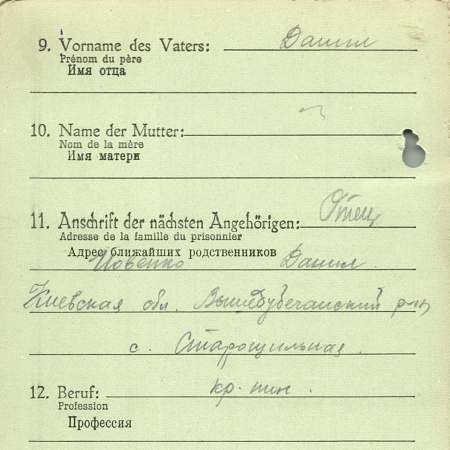 9. Vorname des Vaters: Данил
Prénom du père
Имя отца
10. Name der Mutter:
Nom de la mère
Имя матери
11. Anschrift der nächsten Angehörigen: Отец
Adresse de la famille du prisonnier
Адрес ближайших родственников
Иовенко Данил
Киевская обл. р-н
с.
12. Beruf:
Profession
Профессия